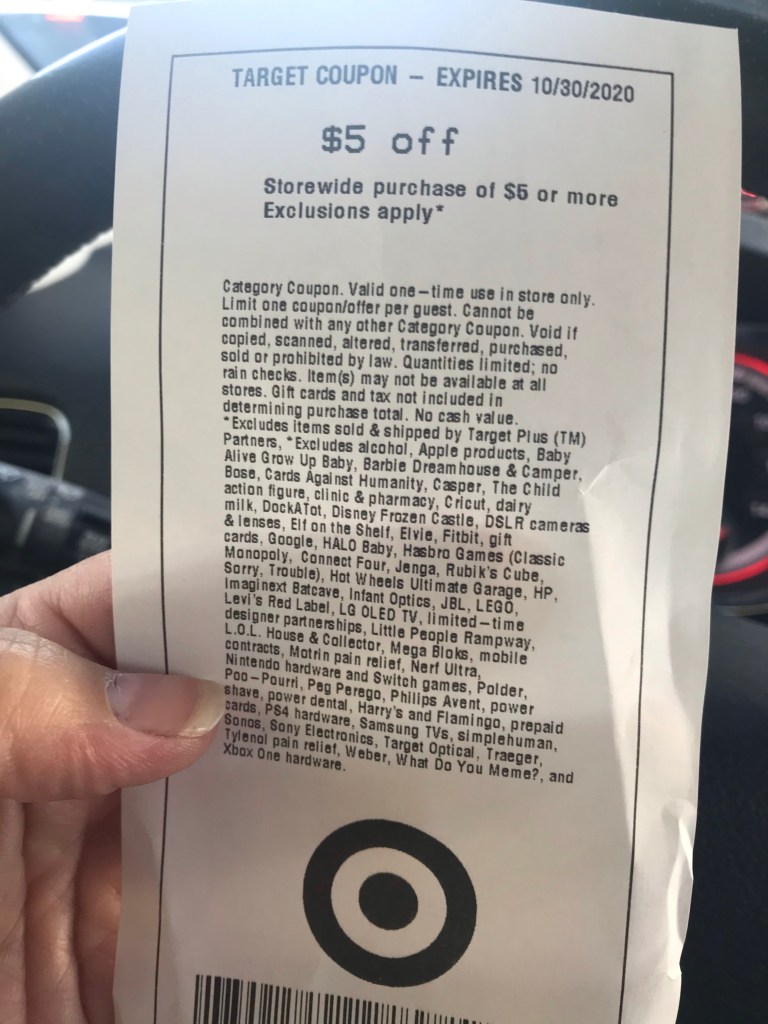 TARGET COUPON – EXPIRES 10/30/2020
$5 off
Storewide purchase of $5 or more
Exclusions apply*
Category Coupon. Valid one-time use in store only.
Limit one coupon/offer per guest. Cannot be
combined with any other Category Coupon. Void if
copied, scanned, altered, transferred, purchased,
sold or prohibited by law. Quantities limited; no
rain checks. Item(s) may not be available at all
stores. Gift cards and tax not included in
determining purchase total. No cash value.
*Excludes items sold & shipped by Target Plus (TM)
Partners, *Excludes alcohol, Apple products, Baby
Alive Grow Up Baby, Barbie Dreamhouse & Camper,
Bose, Cards Against Humanity, Casper, The Child
action figure, clinic & pharmacy, Cricut, dairy
milk, DockATot, Disney Frozen Castle, DSLR cameras
& lenses, Elf on the Shelf, Elvie, Fitbit, gift
cards, Google, HALO Baby, Hasbro Games (Classic
Monopoly, Connect Four, Jenga, Rubik's Cube,
Sorry, Trouble), Hot Wheels Ultimate Garage, HP,
Imaginext Batcave, Infant Optics, JBL, LEGO,
Levi's Red Label, LG OLED TV, limited-time
designer partnerships, Little People Rampway,
L.O.L. House & Collector, Mega Bloks, mobile
contracts, Motrin pain relief, Nerf Ultra,
Nintendo hardware and Switch games, Polder,
Poo-Pourri, Peg Perego, Philips Avent, power
shave, power dental, Harry's and Flamingo, prepaid
cards, PS4 hardware, Samsung TVs, simplehuman,
Sonos, Sony Electronics, Target Optical, Traeger,
Tylenol pain relief, Weber, What Do You Meme?, and
Xbox One hardware.